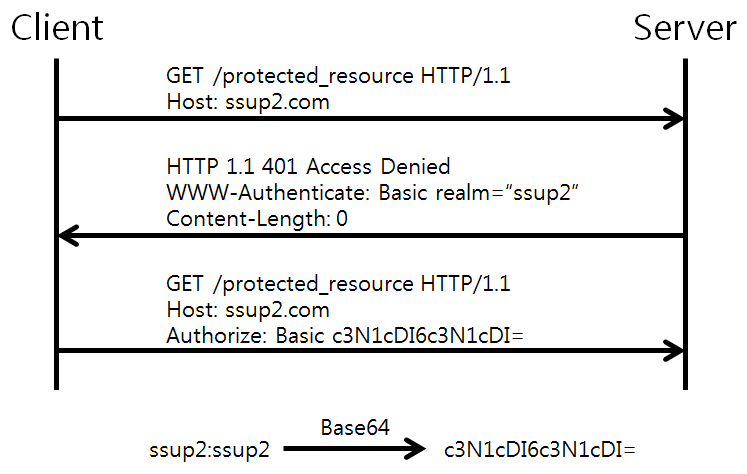 Client
Server
GET /protected_resource HTTP/1.1
Host: ssup2.com
HTTP 1.1 401 Access Denied
WWW-Authenticate: Basic realm=“ssup2”
Content-Length: 0
GET /protected_resource HTTP/1.1
Host: ssup2.com
Authorize: Basic c3N1cDI6c3N1cDI=
Base64
ssup2:ssup2
c3N1cDI6c3N1cDI=